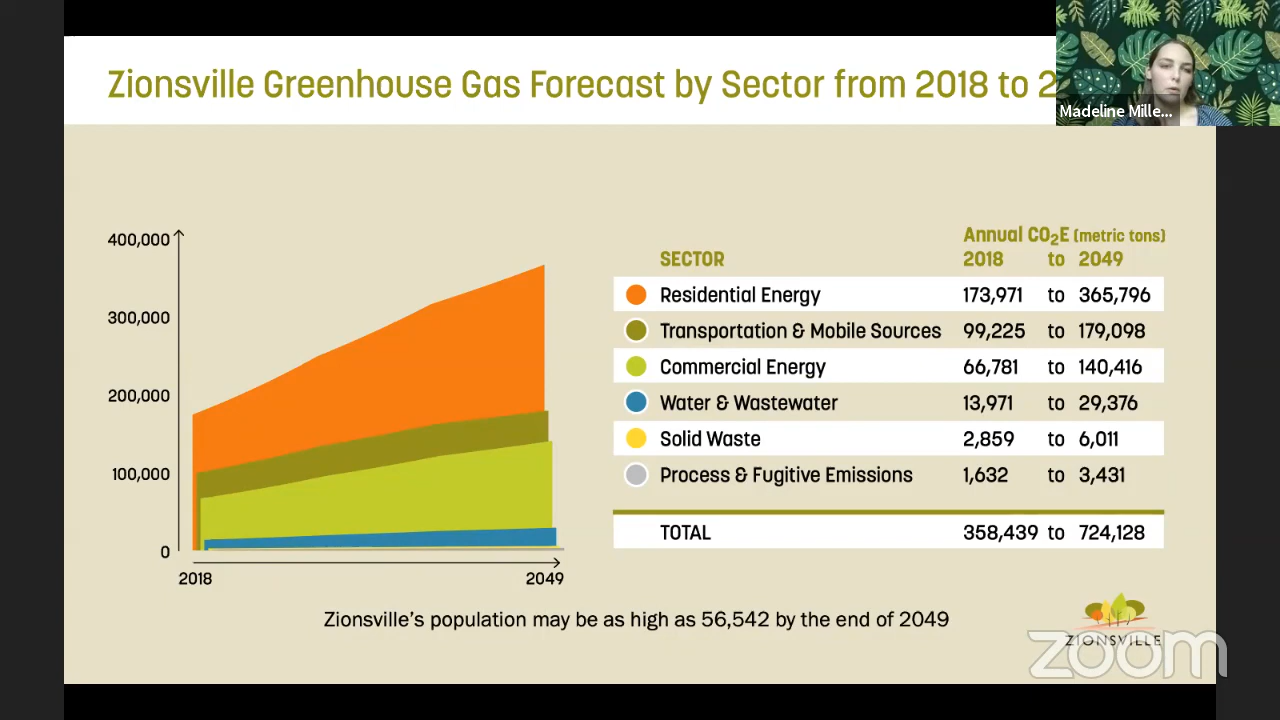 Zionsville Greenhouse Gas Forecast by Sector from 2018 to 2
Madeline Mille...
400,000
300,000
200,000
100,000
0
2018
2049
Annual CO2E (metric tons)
SECTOR 2018 to 2049
Residential Energy 173,971 to 365,796
Transportation & Mobile Sources 99,225 to 179,098
Commercial Energy 66,781 to 140,416
Water & Wastewater 13,971 to 29,376
Solid Waste 2,859 to 6,011
Process & Fugitive Emissions 1,632 to 3,431
TOTAL 358,439 to 724,128
Zionsville's population may be as high as 56,542 by the end of 2049
ZIONSVILLE
zoom